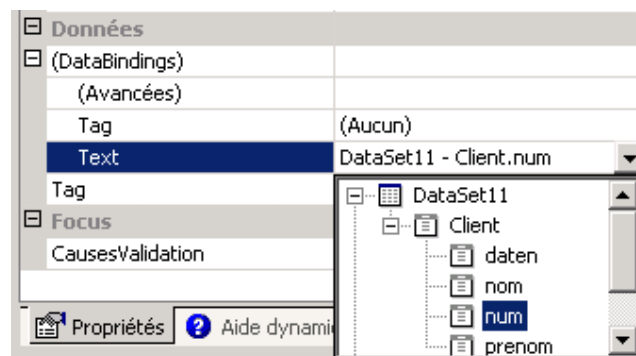 Données
(DataBindings)
(Avancées)
Tag (Aucun)
Text DataSet11 - Client.num
Tag DataSet11
Focus Client
CausesValidation daten
nom
num
Propriétés ? Aide dynami
prenom